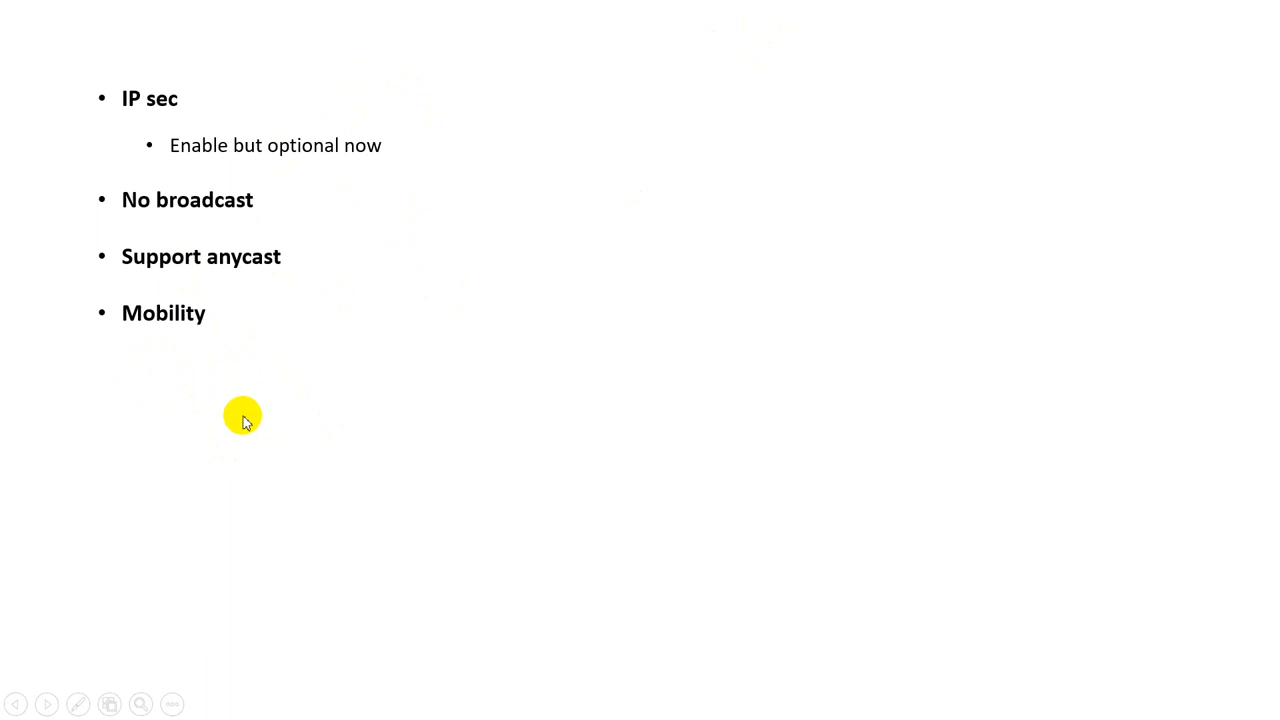 • IP sec
• Enable but optional now
• No broadcast
• Support anycast
• Mobility